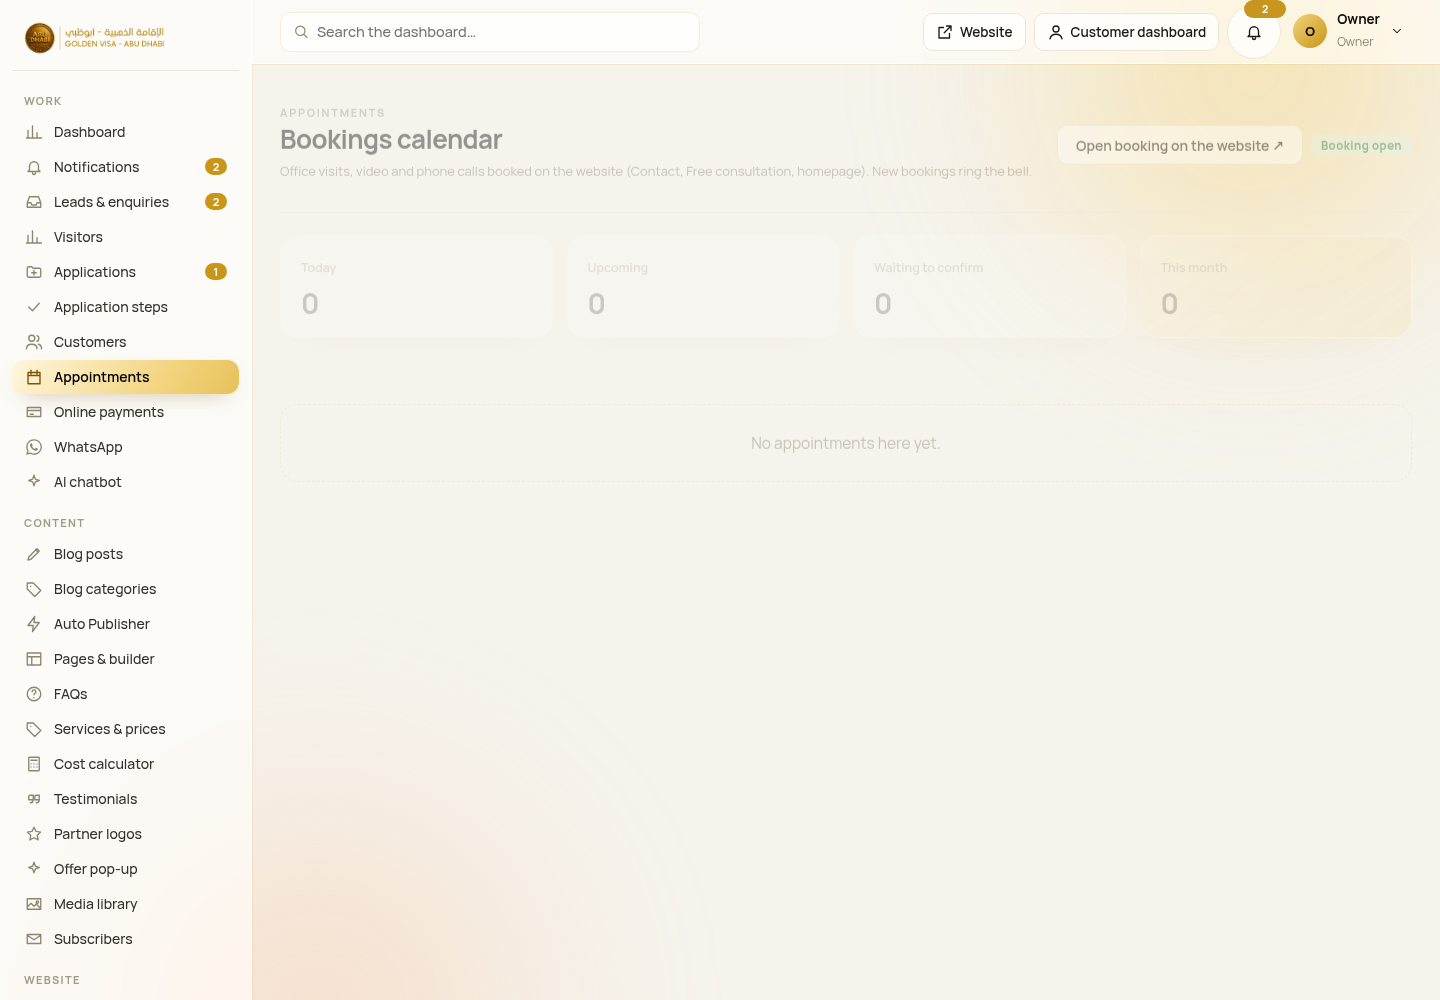 الإقامة الذهبية - ابوظبي
GOLDEN VISA - ABU DHABI
ABU DHABI
Search the dashboard...
Website
Customer dashboard
2
O
Owner
Owner
WORK
Dashboard
Notifications 2
Leads & enquiries 2
Visitors
Applications 1
Application steps
Customers
Appointments
Online payments
WhatsApp
AI chatbot
CONTENT
Blog posts
Blog categories
Auto Publisher
Pages & builder
FAQs
Services & prices
Cost calculator
Testimonials
Partner logos
Offer pop-up
Media library
Subscribers
WEBSITE
APPOINTMENTS
Bookings calendar
Office visits, video and phone calls booked on the website (Contact, Free consultation, homepage). New bookings ring the bell.
Open booking on the website ↗
Booking open
Today
0
Upcoming
0
Waiting to confirm
0
This month
0
No appointments here yet.